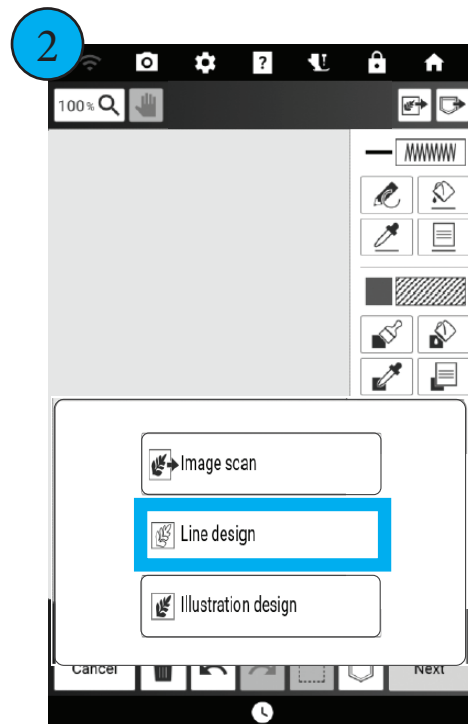 2
?
100%
Image scan
Line design
Illustration design
Cancel
Next